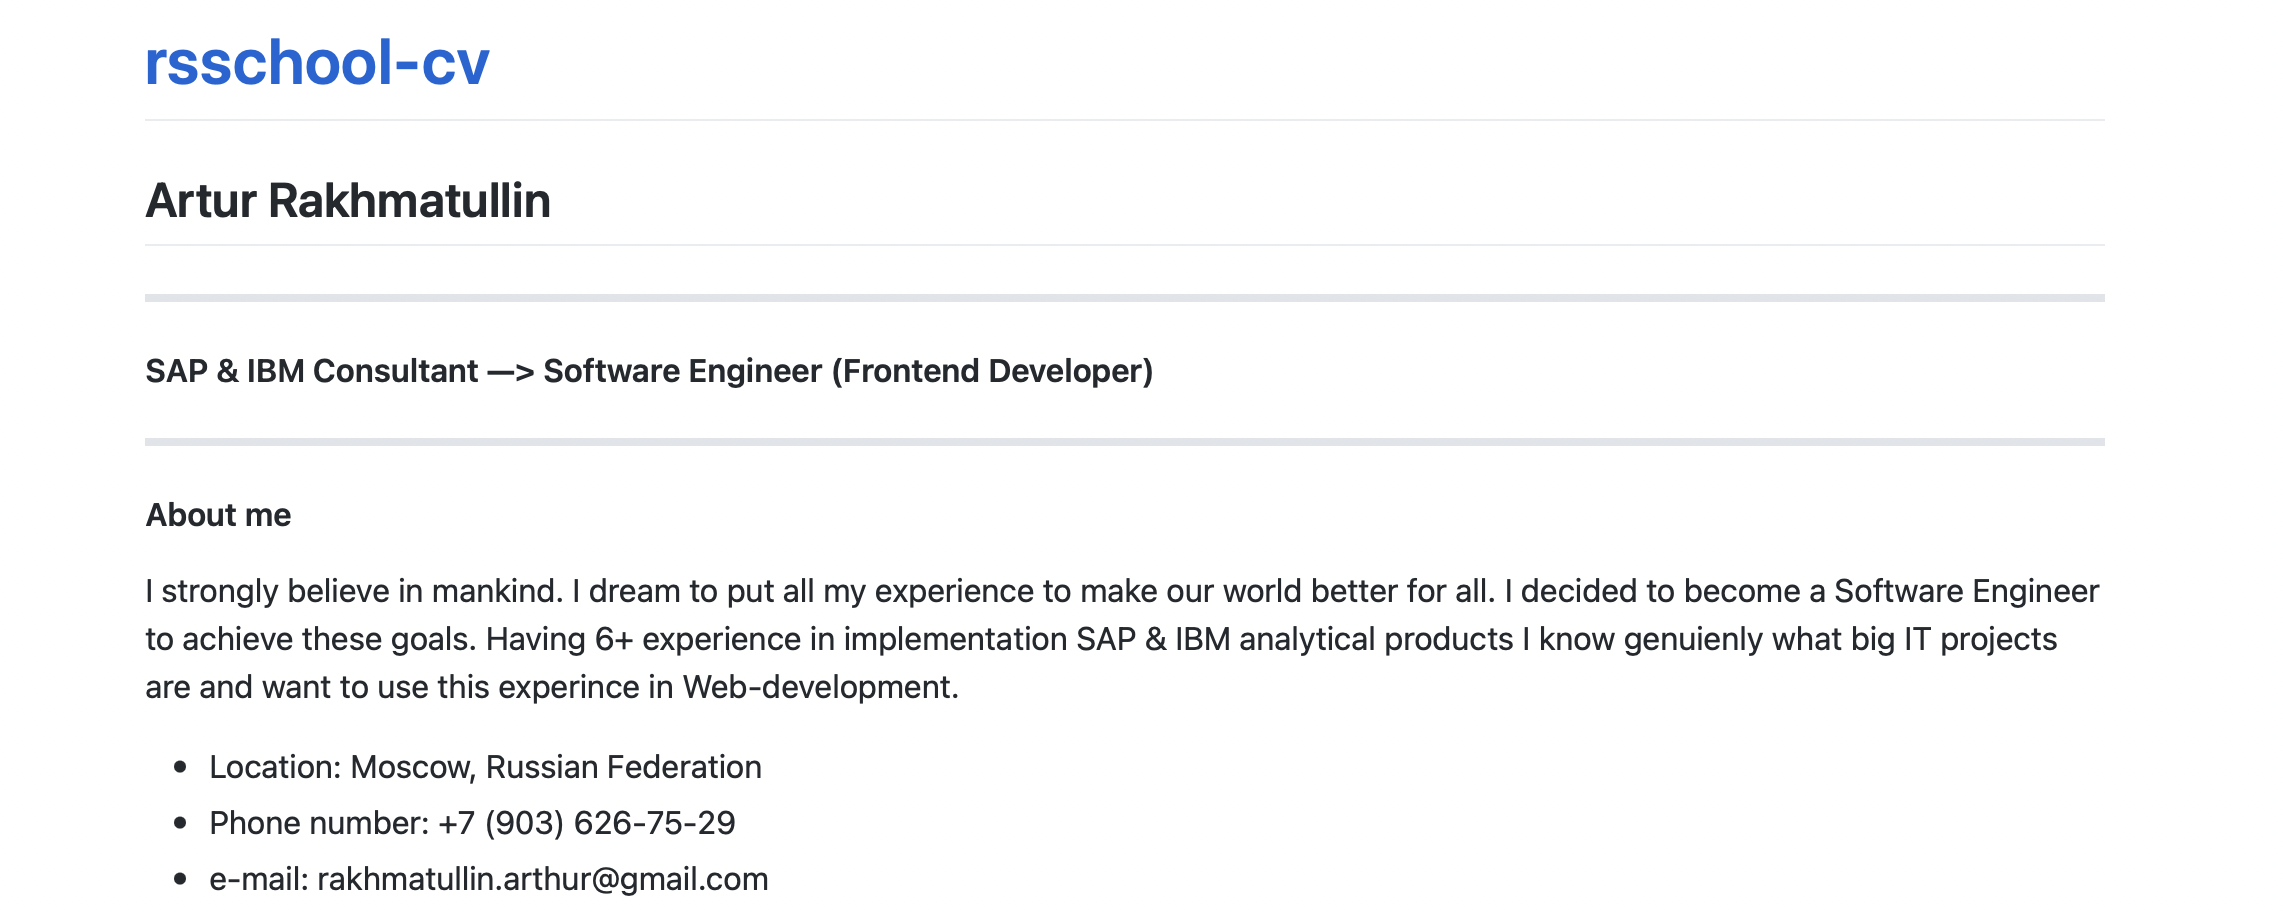 rsschool-cv
Artur Rakhmatullin
SAP & IBM Consultant —> Software Engineer (Frontend Developer)
About me
I strongly believe in mankind. I dream to put all my experience to make our world better for all. I decided to become a Software Engineer
to achieve these goals. Having 6+ experience in implementation SAP & IBM analytical products I know genuienly what big IT projects
are and want to use this experince in Web-development.
• Location: Moscow, Russian Federation
• Phone number: +7 (903) 626-75-29
• e-mail: rakhmatullin.arthur@gmail.com